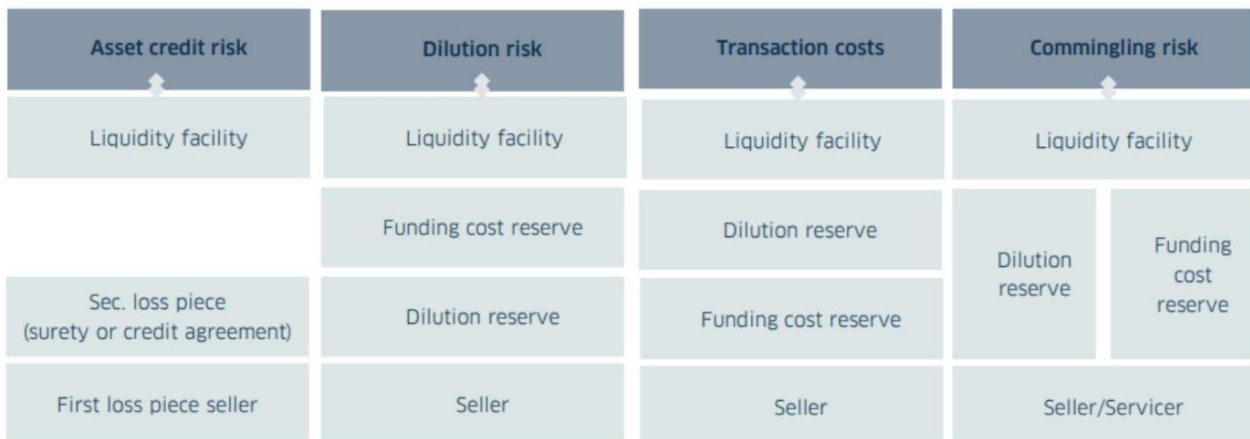 Asset credit risk
Dilution risk
Transaction costs
Commingling risk
Liquidity facility
Liquidity facility
Liquidity facility
Liquidity facility
Funding cost reserve
Dilution reserve
Dilution
reserve
Funding
cost
reserve
Sec. loss piece
(surety or credit agreement)
Dilution reserve
Funding cost reserve
First loss piece seller
Seller
Seller
Seller/Servicer